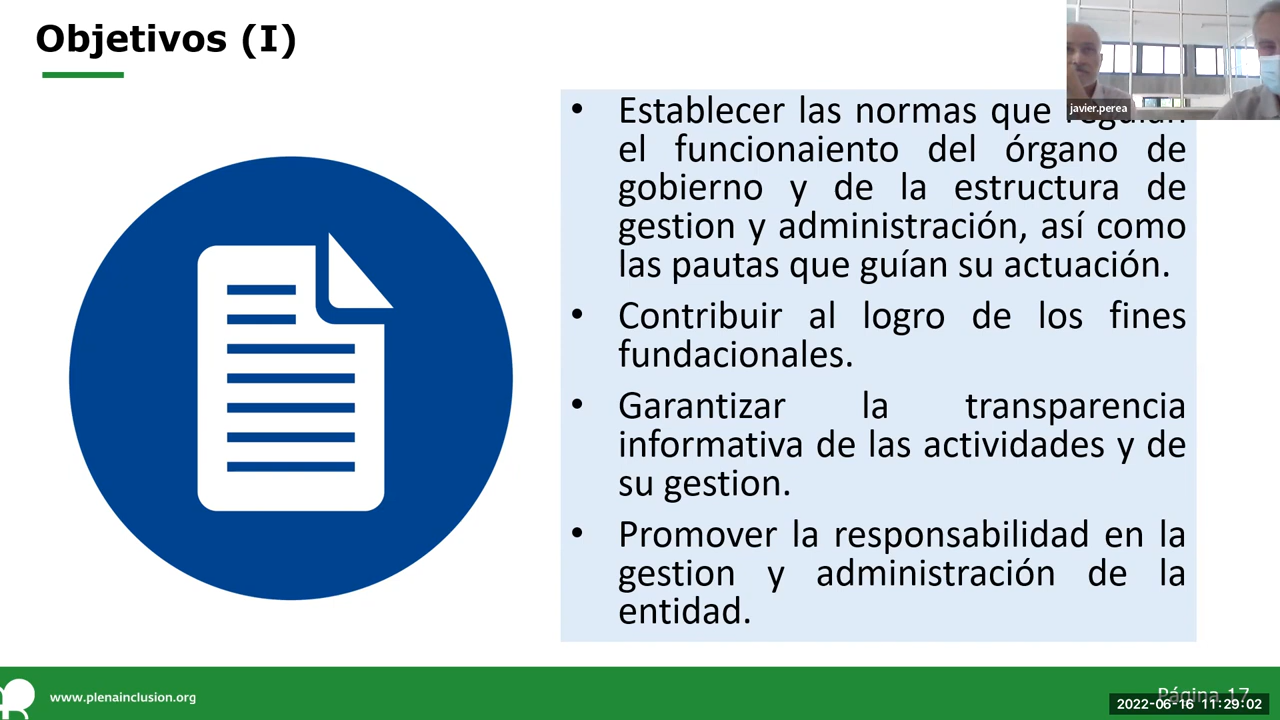 Objetivos (I)
javier.perea
• Establecer las normas que regulan
el funcionaiento del órgano de
gobierno y de la estructura de
gestion y administración, así como
las pautas que guían su actuación.
• Contribuir al logro de los fines
fundacionales.
• Garantizar la transparencia
informativa de las actividades y de
su gestion.
• Promover la responsabilidad en la
gestion y administración de la
entidad.
www.plenainclusion.org
Página 17
2022-06-16 11:29:02